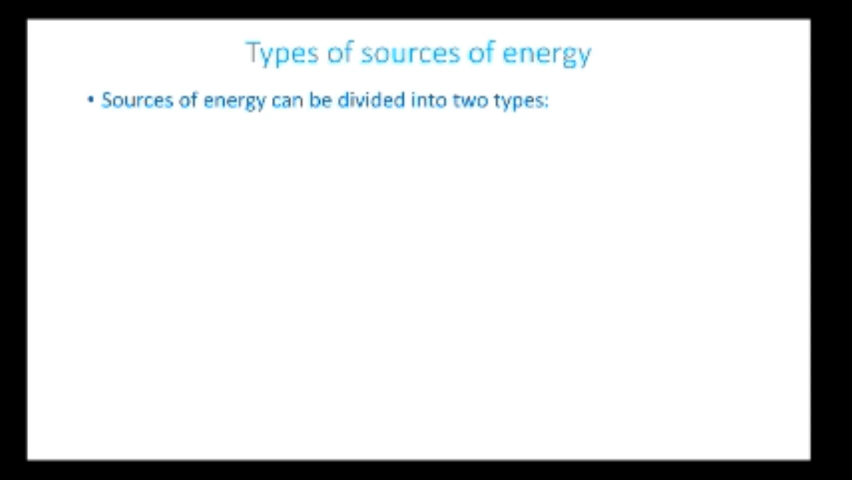 Types of sources of energy
• Sources of energy can be divided into two types: